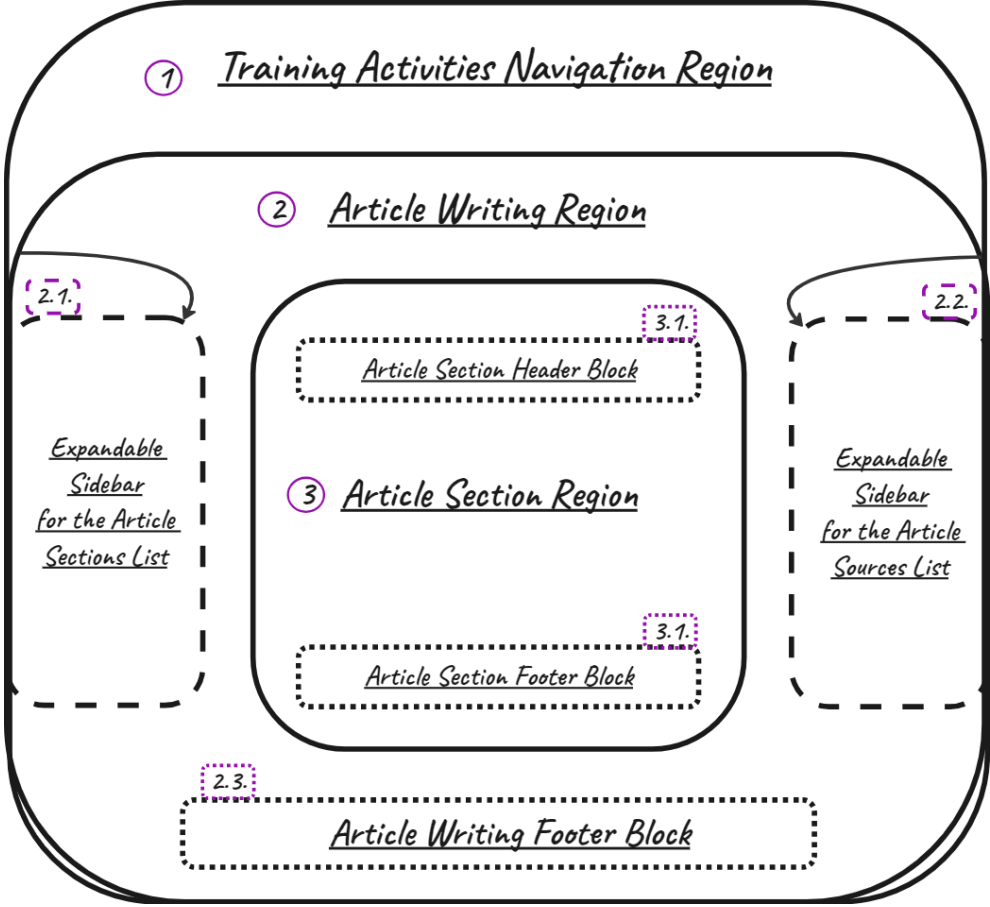 1 Training Activities Navigation Region
2 Article Writing Region
2.1.
2.2.
Expandable
Sidebar
for the Article
Sections List
3.1.
Article Section Header Block
3 Article Section Region
3.1.
Article Section Footer Block
Expandable
Sidebar
for the Article
Sources List
2.3.
Article Writing Footer Block